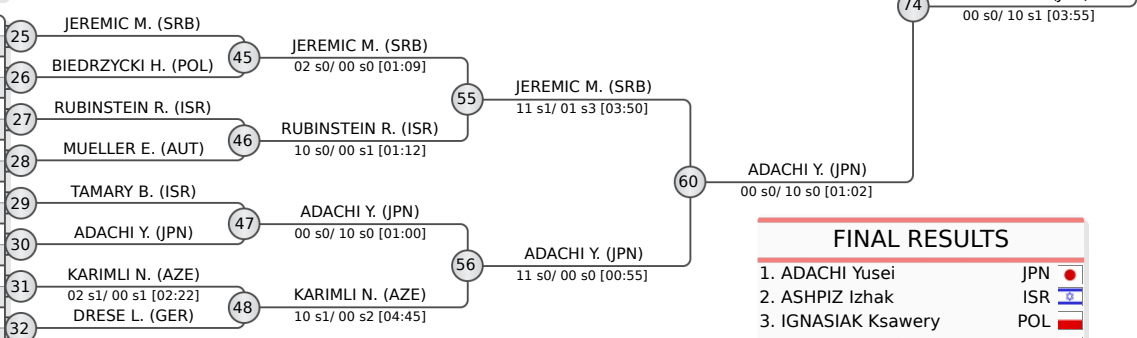 74
00 s0/ 10 s1 [03:55]
25
JEREMIC M. (SRB)
26
BIEDRZYCKI H. (POL)
45
JEREMIC M. (SRB)
02 s0/ 00 s0 [01:09]
27
RUBINSTEIN R. (ISR)
28
MUELLER E. (AUT)
46
RUBINSTEIN R. (ISR)
10 s0/ 00 s1 [01:12]
55
JEREMIC M. (SRB)
11 s1/ 01 s3 [03:50]
29
TAMARY B. (ISR)
30
ADACHI Y. (JPN)
47
ADACHI Y. (JPN)
00 s0/ 10 s0 [01:00]
31
KARIMLI N. (AZE)
02 s1/ 00 s1 [02:22]
32
DRESE L. (GER)
48
KARIMLI N. (AZE)
10 s1/ 00 s2 [04:45]
56
ADACHI Y. (JPN)
11 s0/ 00 s0 [00:55]
60
ADACHI Y. (JPN)
00 s0/ 10 s0 [01:02]
FINAL RESULTS
1. ADACHI Yusei JPN
2. ASHPIZ Izhak ISR
3. IGNASIAK Ksawery POL